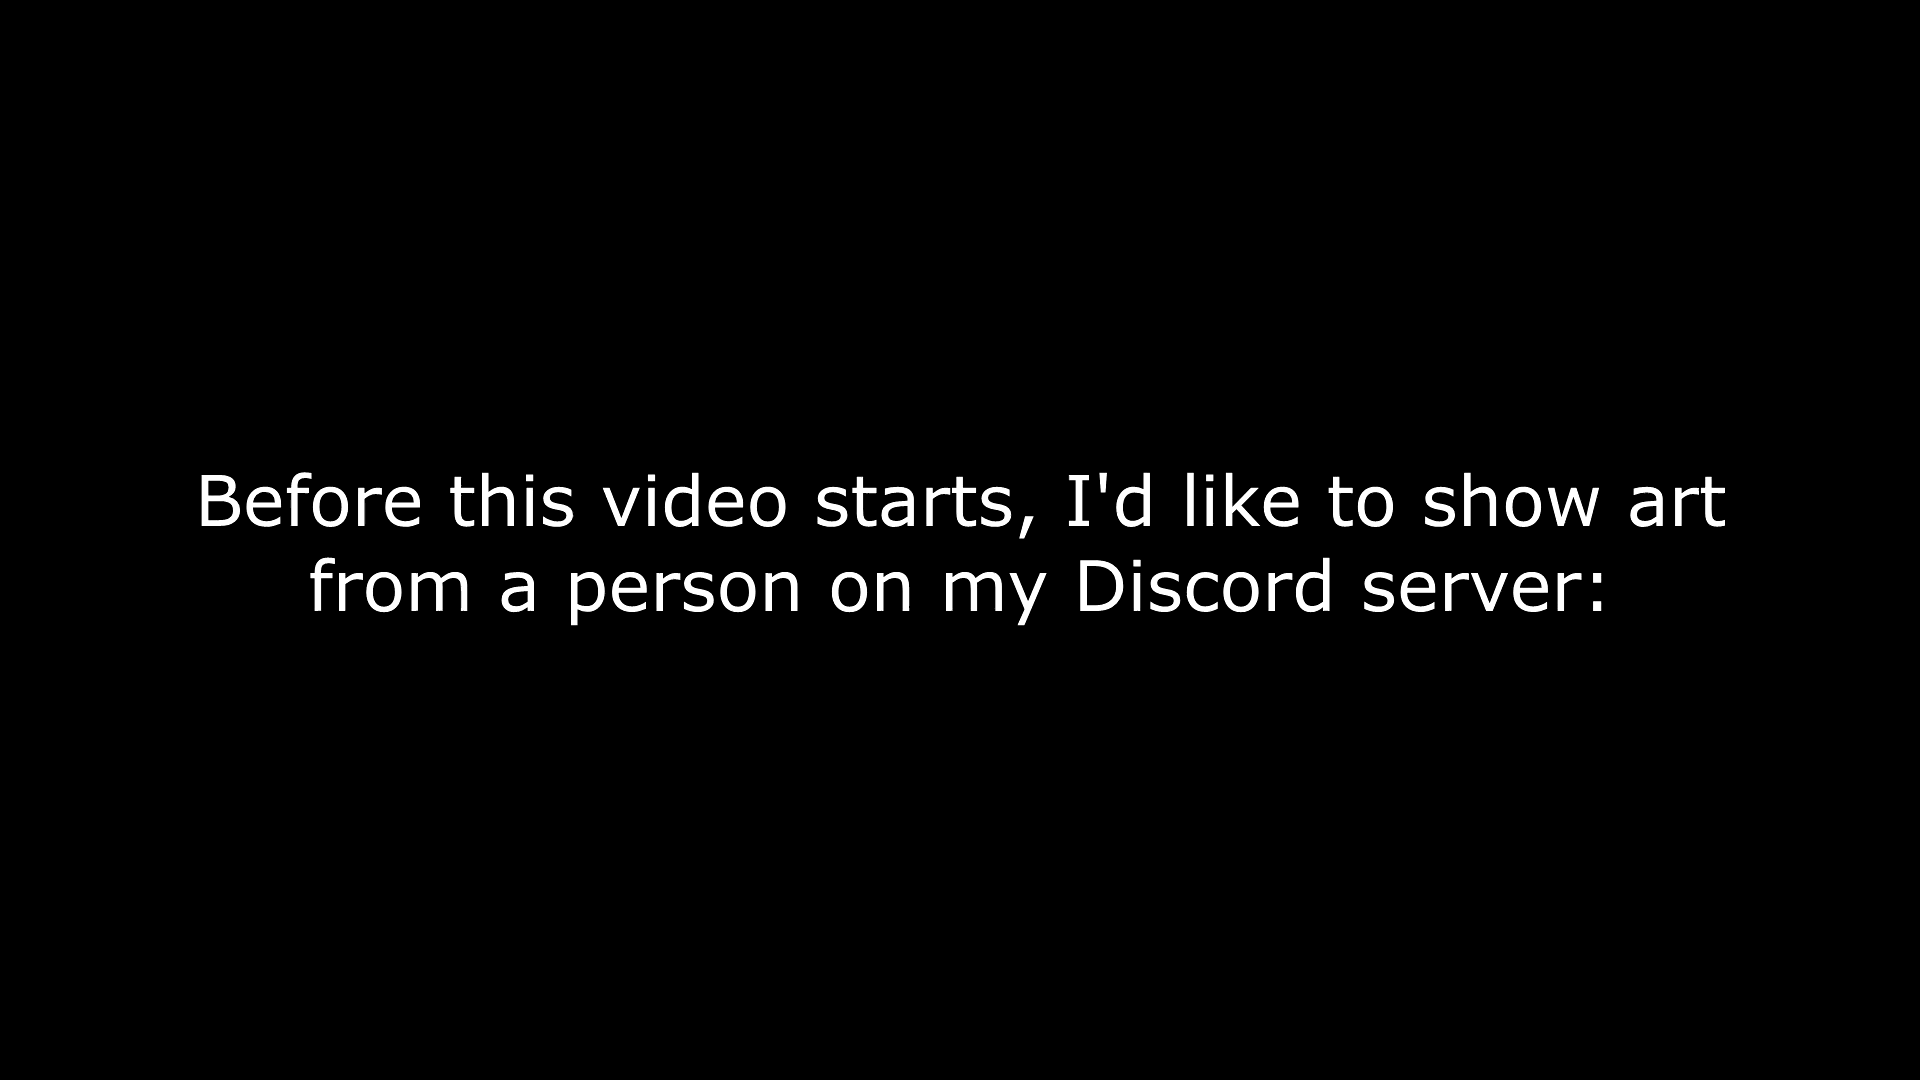 Before this video starts, I'd like to show art
from a person on my Discord server: